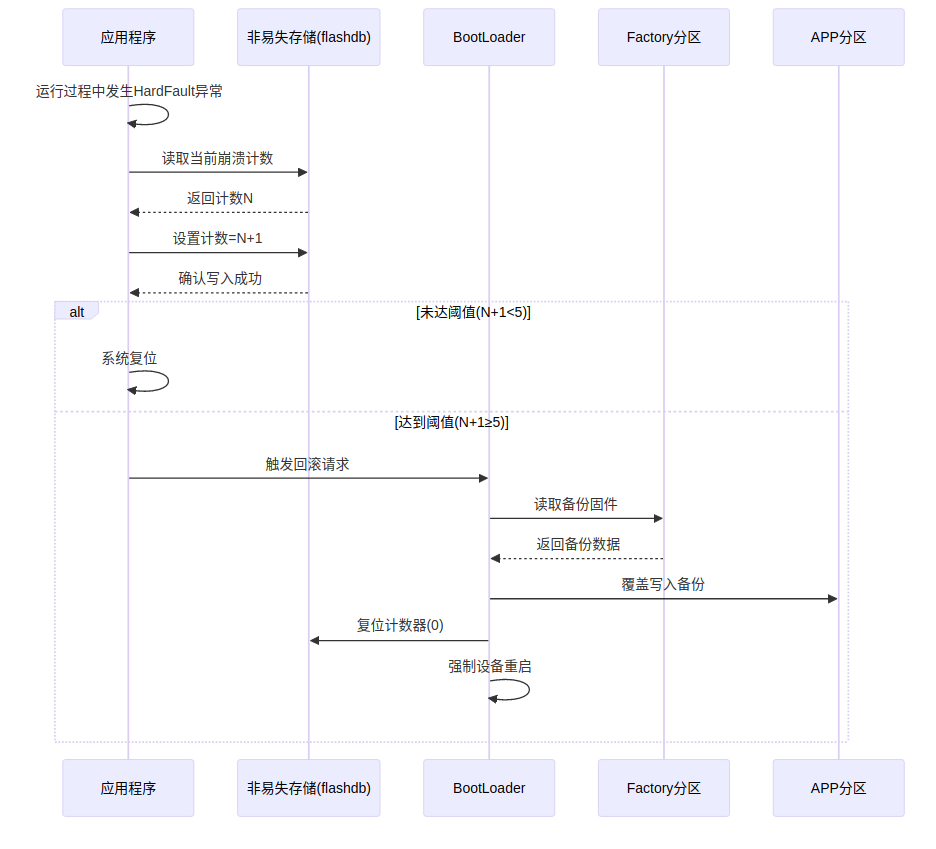 应用程序
非易失存储(flashdb)
BootLoader
Factory分区
APP分区
运行过程中发生HardFault异常
读取当前崩溃计数
返回计数N
设置计数=N+1
确认写入成功
alt
[未达阈值(N+1<5)]
系统复位
[达到阈值(N+1≥5)]
触发回滚请求
读取备份固件
返回备份数据
覆盖写入备份
复位计数器(0)
强制设备重启
应用程序
非易失存储(flashdb)
BootLoader
Factory分区
APP分区